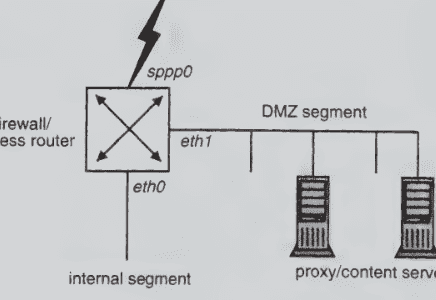 sppp0
DMZ segment
irewall/
ess router
eth1
eth0
internal segment
proxy/content serve